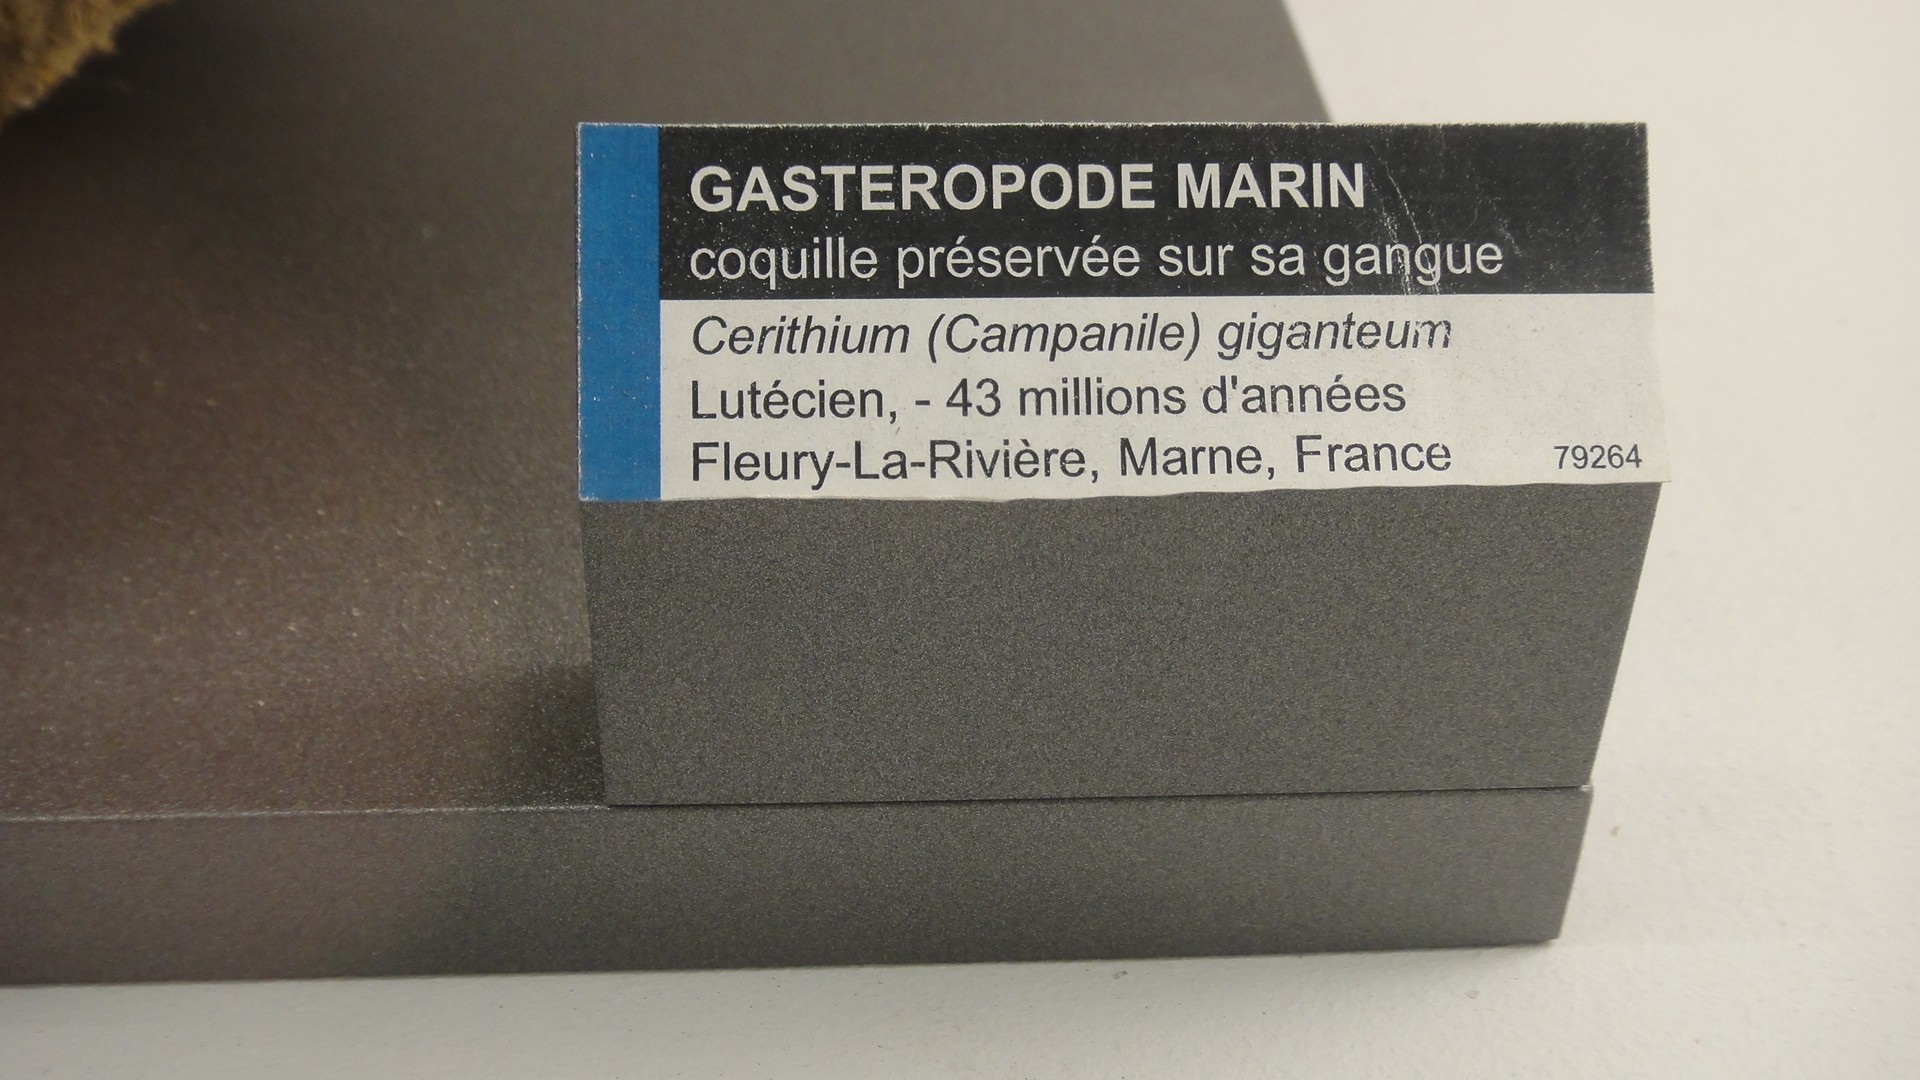 GASTEROPODE MARIN
coquille préservée sur sa gangue
Cerithium (Campanile) giganteum
Lutécien, - 43 millions d'années
Fleury-La-Rivière, Marne, France 79264